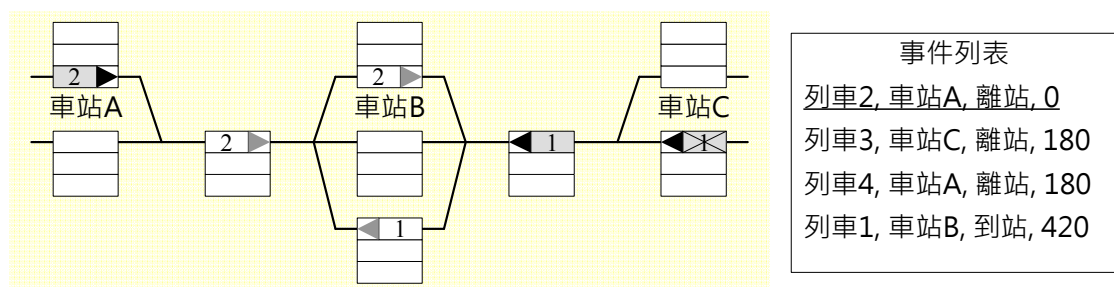 2
2
車站A
車站B
車站C
2
1
1
1
事件列表
列車2, 車站A, 離站, 0
列車3, 車站C, 離站, 180
列車4, 車站A, 離站, 180
列車1, 車站B, 到站, 420